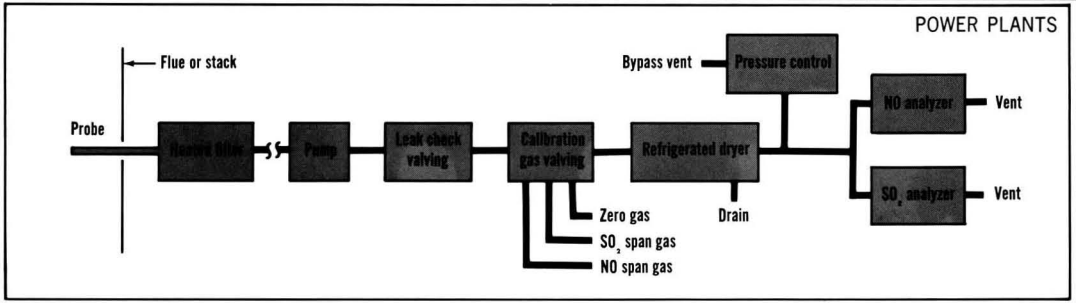 POWER PLANTS
Flue or stack
Probe
Heated filter
Pump
Leak check
valving
Calibration
gas valving
Zero gas
SO₂ span gas
NO span gas
Refrigerated dryer
Drain
Bypass vent
Pressure control
NO analyzer
Vent
SO₂ analyzer
Vent